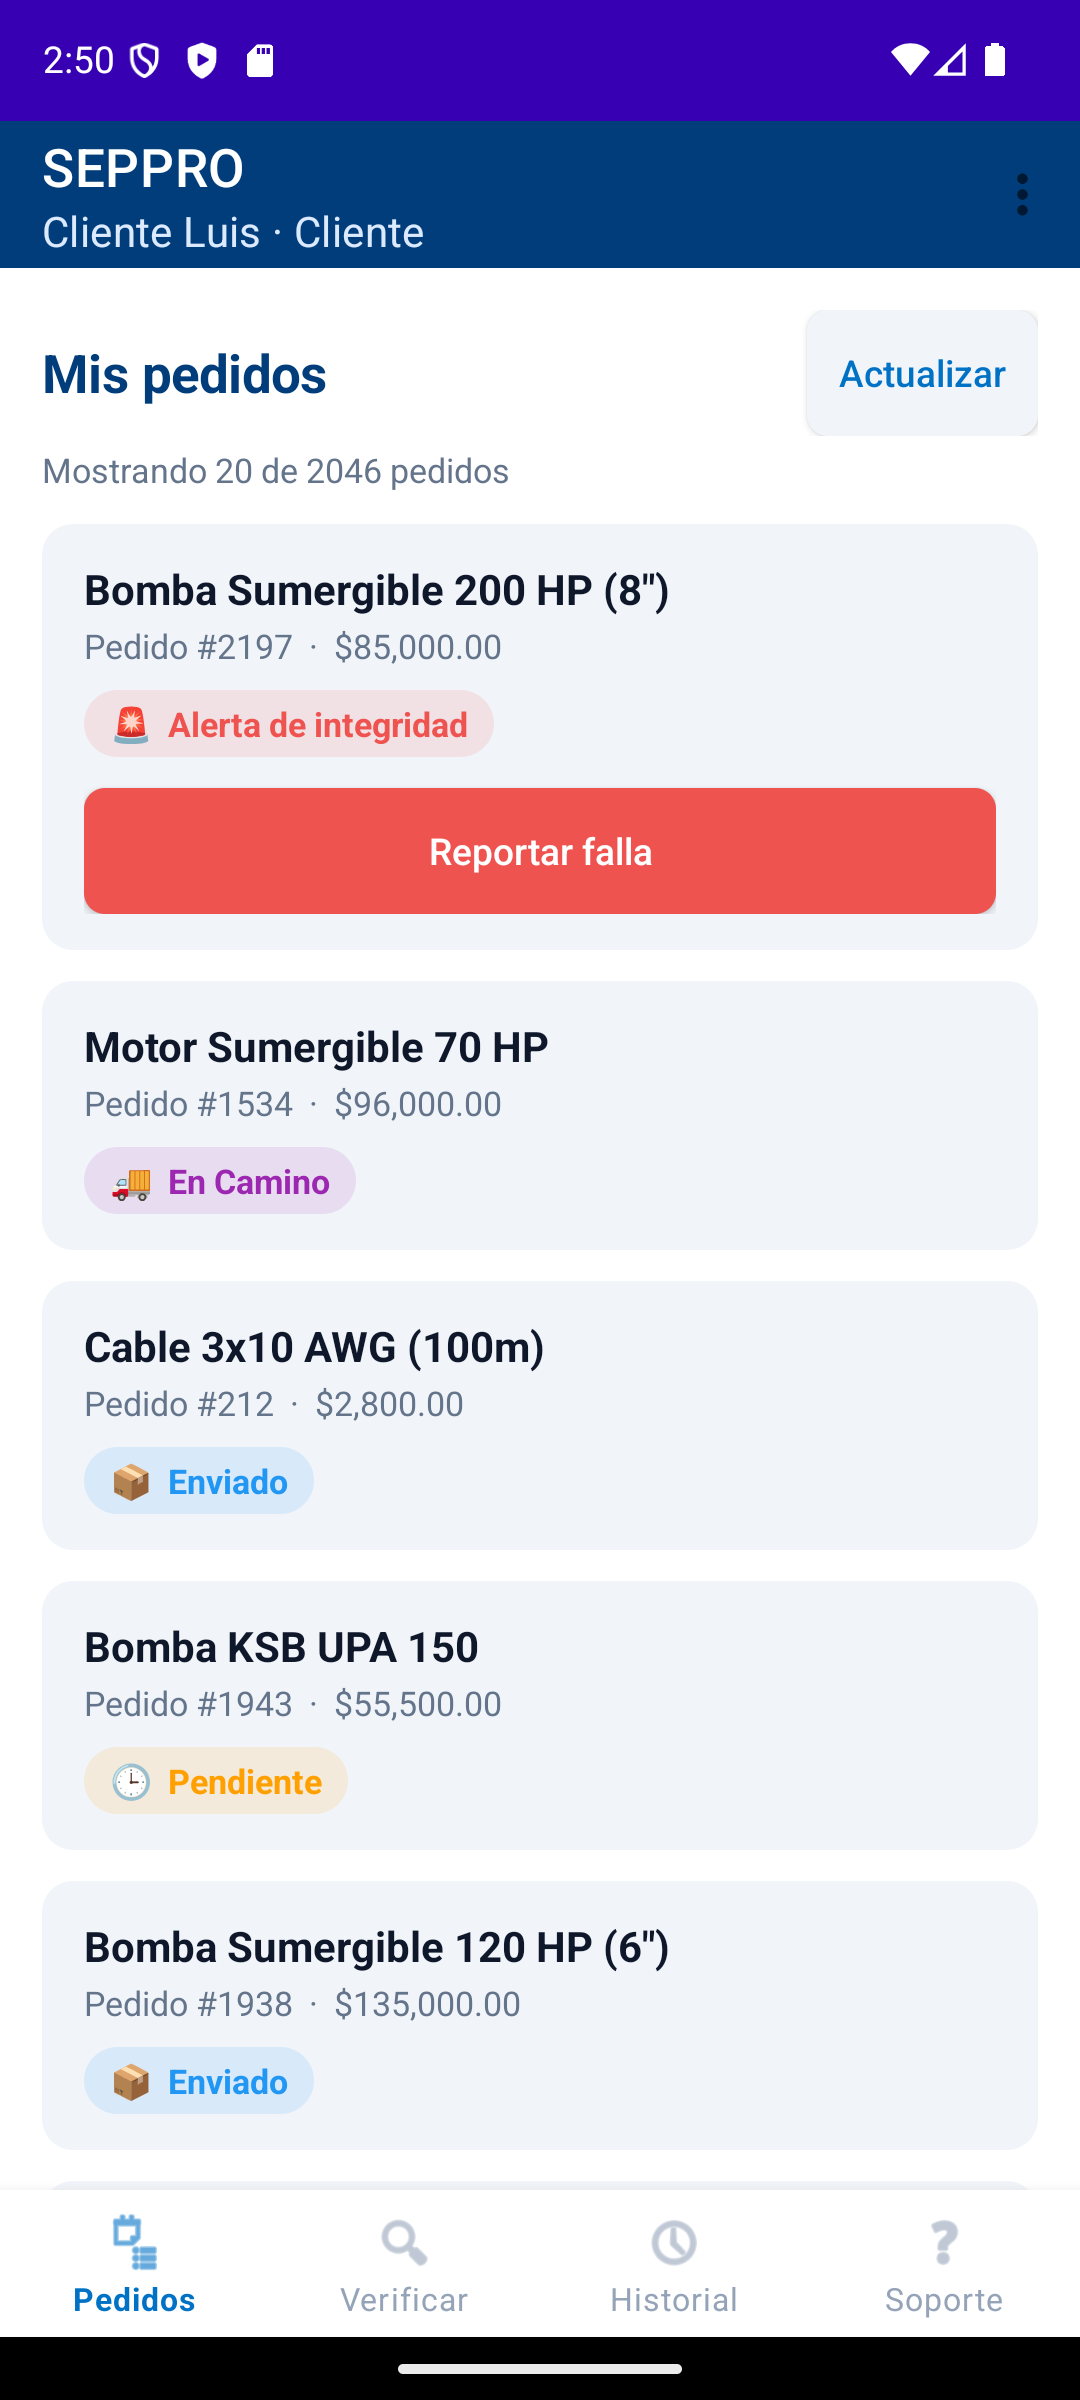 2:50
SEPPRO
Cliente Luis · Cliente
Mis pedidos
Actualizar
Mostrando 20 de 2046 pedidos
Bomba Sumergible 200 HP (8")
Pedido #2197 · $85,000.00
Alerta de integridad
Reportar falla
Motor Sumergible 70 HP
Pedido #1534 · $96,000.00
En Camino
Cable 3x10 AWG (100m)
Pedido #212 · $2,800.00
Enviado
Bomba KSB UPA 150
Pedido #1943 · $55,500.00
Pendiente
Bomba Sumergible 120 HP (6")
Pedido #1938 · $135,000.00
Enviado
Pedidos
Verificar
Historial
Soporte